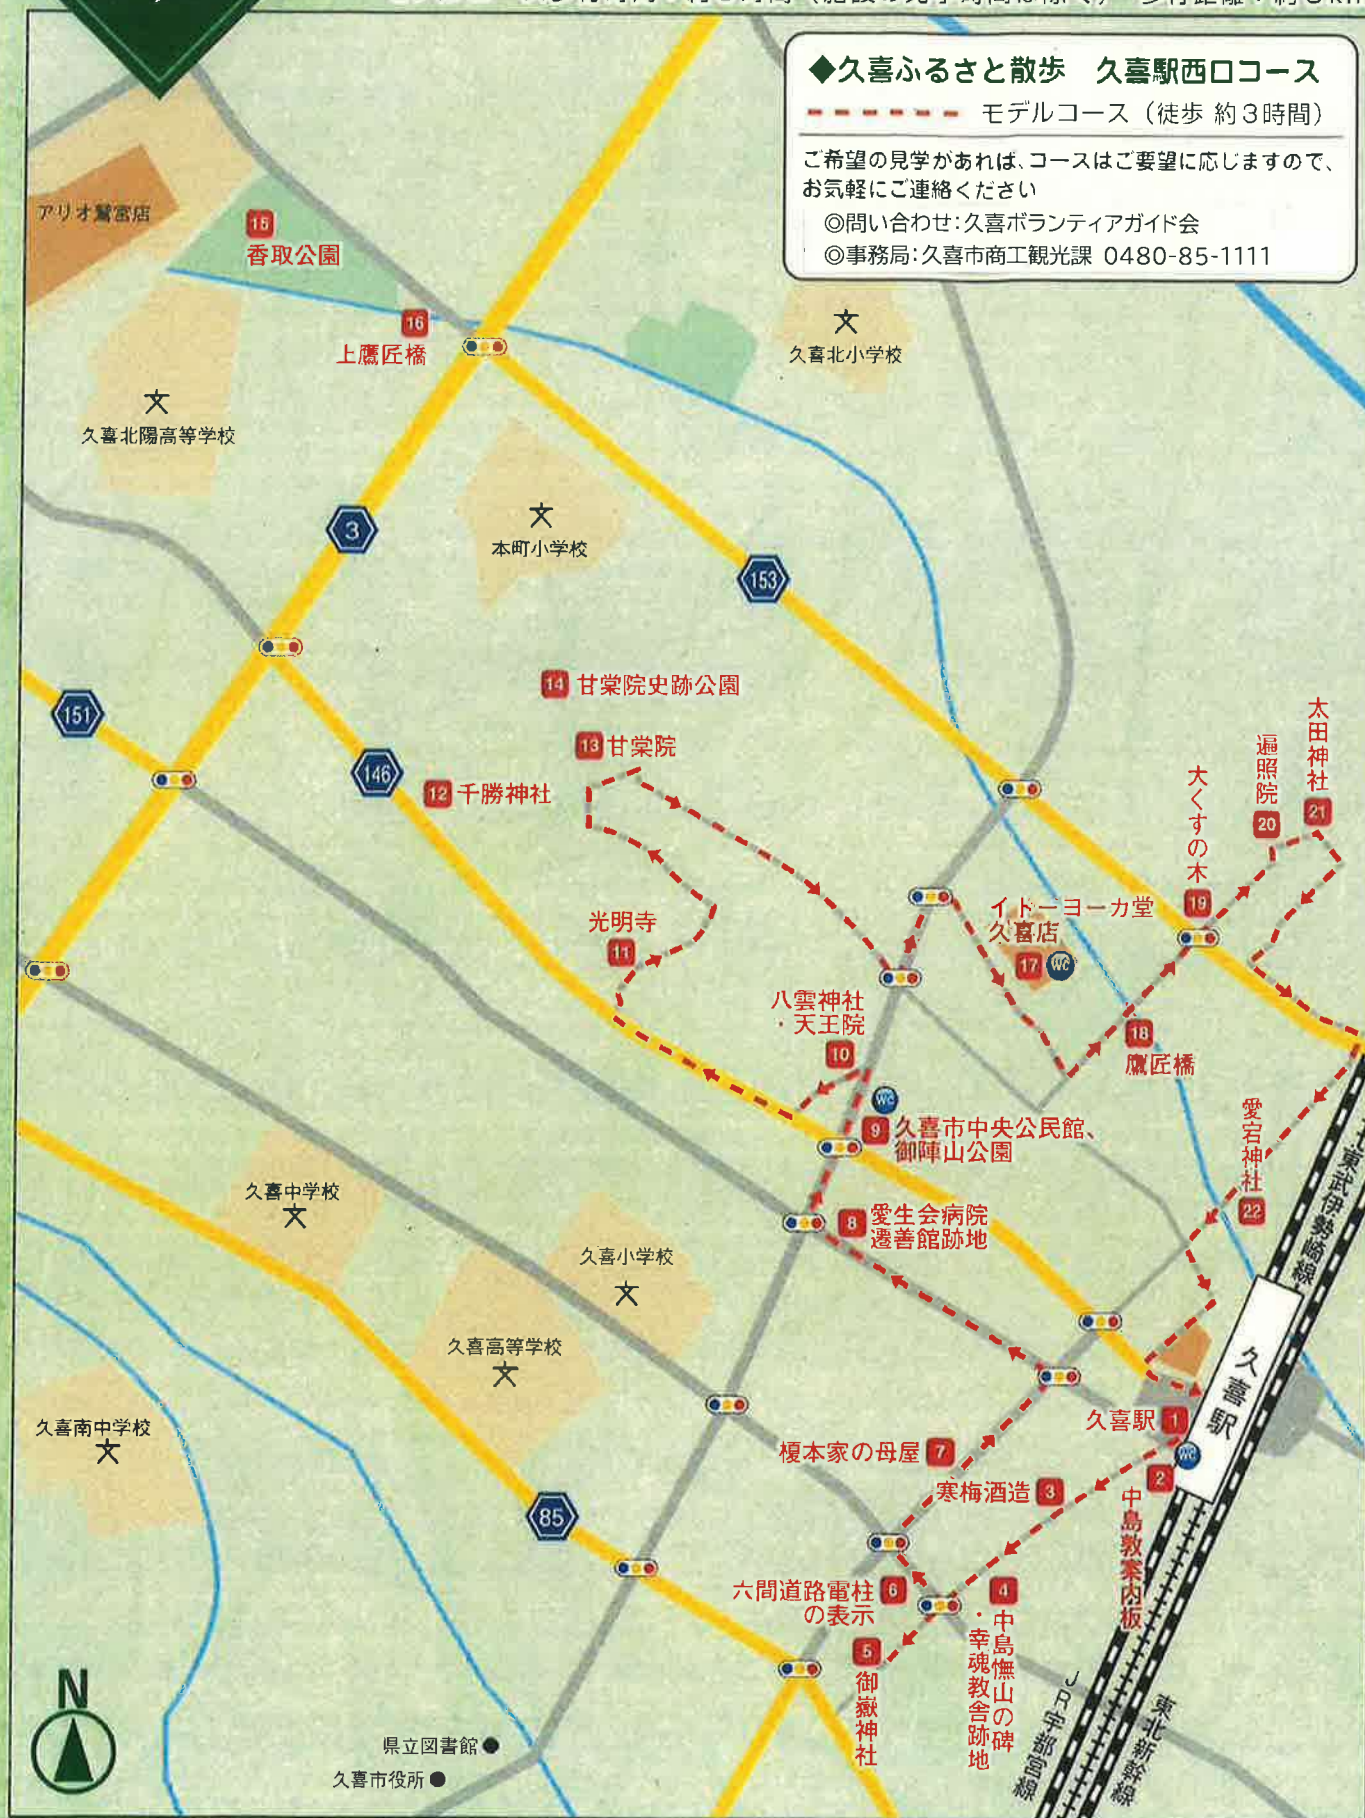 ◆久喜ふるさと散歩　久喜駅西口コース
モデルコース（徒歩 約3時間）
ご希望の見学があれば、コースはご要望に応じますので、
お気軽にご連絡ください
◎問い合わせ：久喜ボランティアガイド会
◎事務局：久喜市商工観光課 0480-85-1111
アリオ鷲宮店
15
香取公園
16
上鷹匠橋
久喜北小学校
久喜北陽高等学校
3
本町小学校
153
151
14 甘棠院史跡公園
13 甘棠院
146
12 千勝神社
太田神社
21
遍照院
20
大くすの木
19
光明寺
11
イトーヨーカ堂
久喜店
17 WC
八雲神社
・天王院
10
18
鷹匠橋
WC
9 久喜市中央公民館、
御陣山公園
愛宕神社
22
東武伊勢崎線
久喜中学校
8 愛生会病院
遷善館跡地
久喜小学校
久喜高等学校
久喜駅
久喜駅 1
久喜南中学校
WC
2
中島敦案内板
榎本家の母屋 7
寒梅酒造 3
85
六間道路電柱
の表示
6
4
中島憮山の碑
・幸魂教舎跡地
5
御嶽神社
JR宇都宮線
東北新幹線
N
県立図書館
久喜市役所